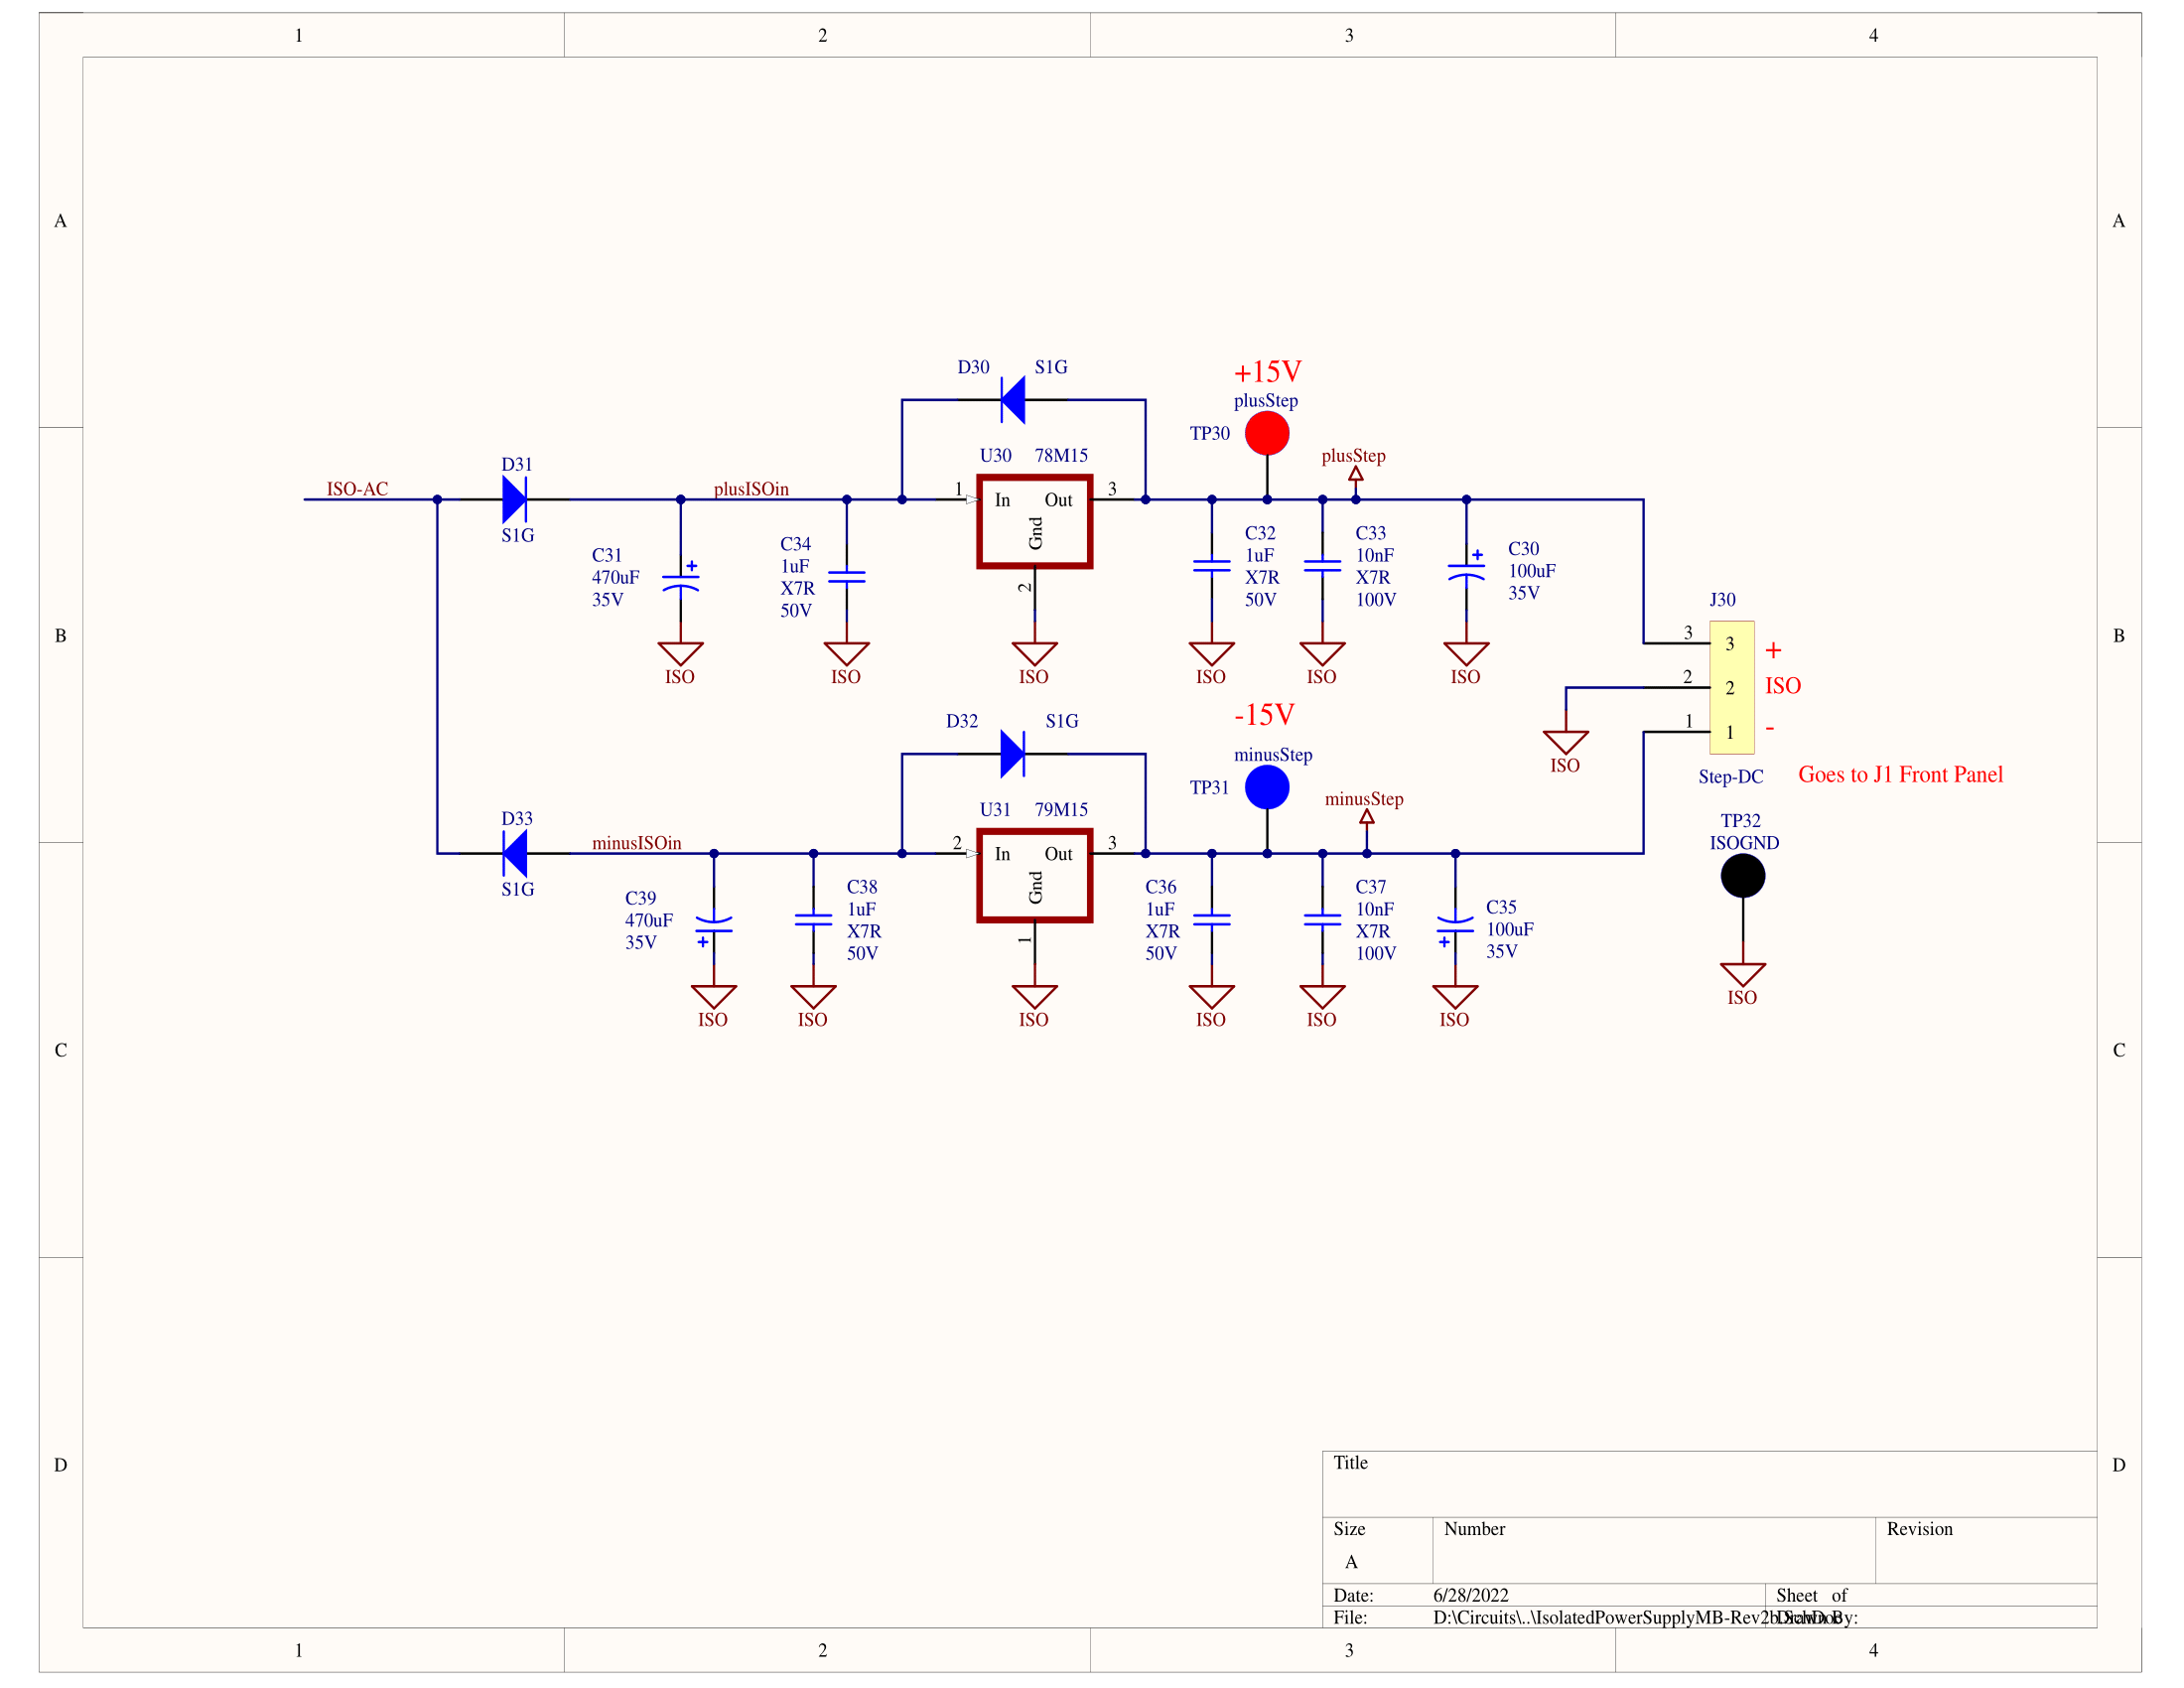 1 2 3 4
A A
D30 S1G
+15V
plusStep
TP30
D31
U30 78M15
plusStep
ISO-AC
plusISOin
1 In Out 3
Gnd
2
S1G
C31
470uF
35V
C34
1uF
X7R
50V
C32
1uF
X7R
50V
C33
10nF
X7R
100V
C30
100uF
35V
J30
B B
3 3 +
2 2 ISO
1 1 -
ISO ISO ISO ISO ISO ISO
D32 S1G
-15V
minusStep
TP31
ISO
Step-DC
Goes to J1 Front Panel
D33
U31 79M15
minusStep
TP32
ISOGND
minusISOin
2 In Out 3
Gnd
1
S1G
C39
470uF
35V
C38
1uF
X7R
50V
C36
1uF
X7R
50V
C37
10nF
X7R
100V
C35
100uF
35V
ISO
ISO ISO ISO ISO ISO ISO
C C
D D
Title
Size Number Revision
A
Date: 6/28/2022 Sheet of
File: D:\Circuits\..\IsolatedPowerSupplyMB-Rev2b.SchDoc
Drawn By:
1 2 3 4